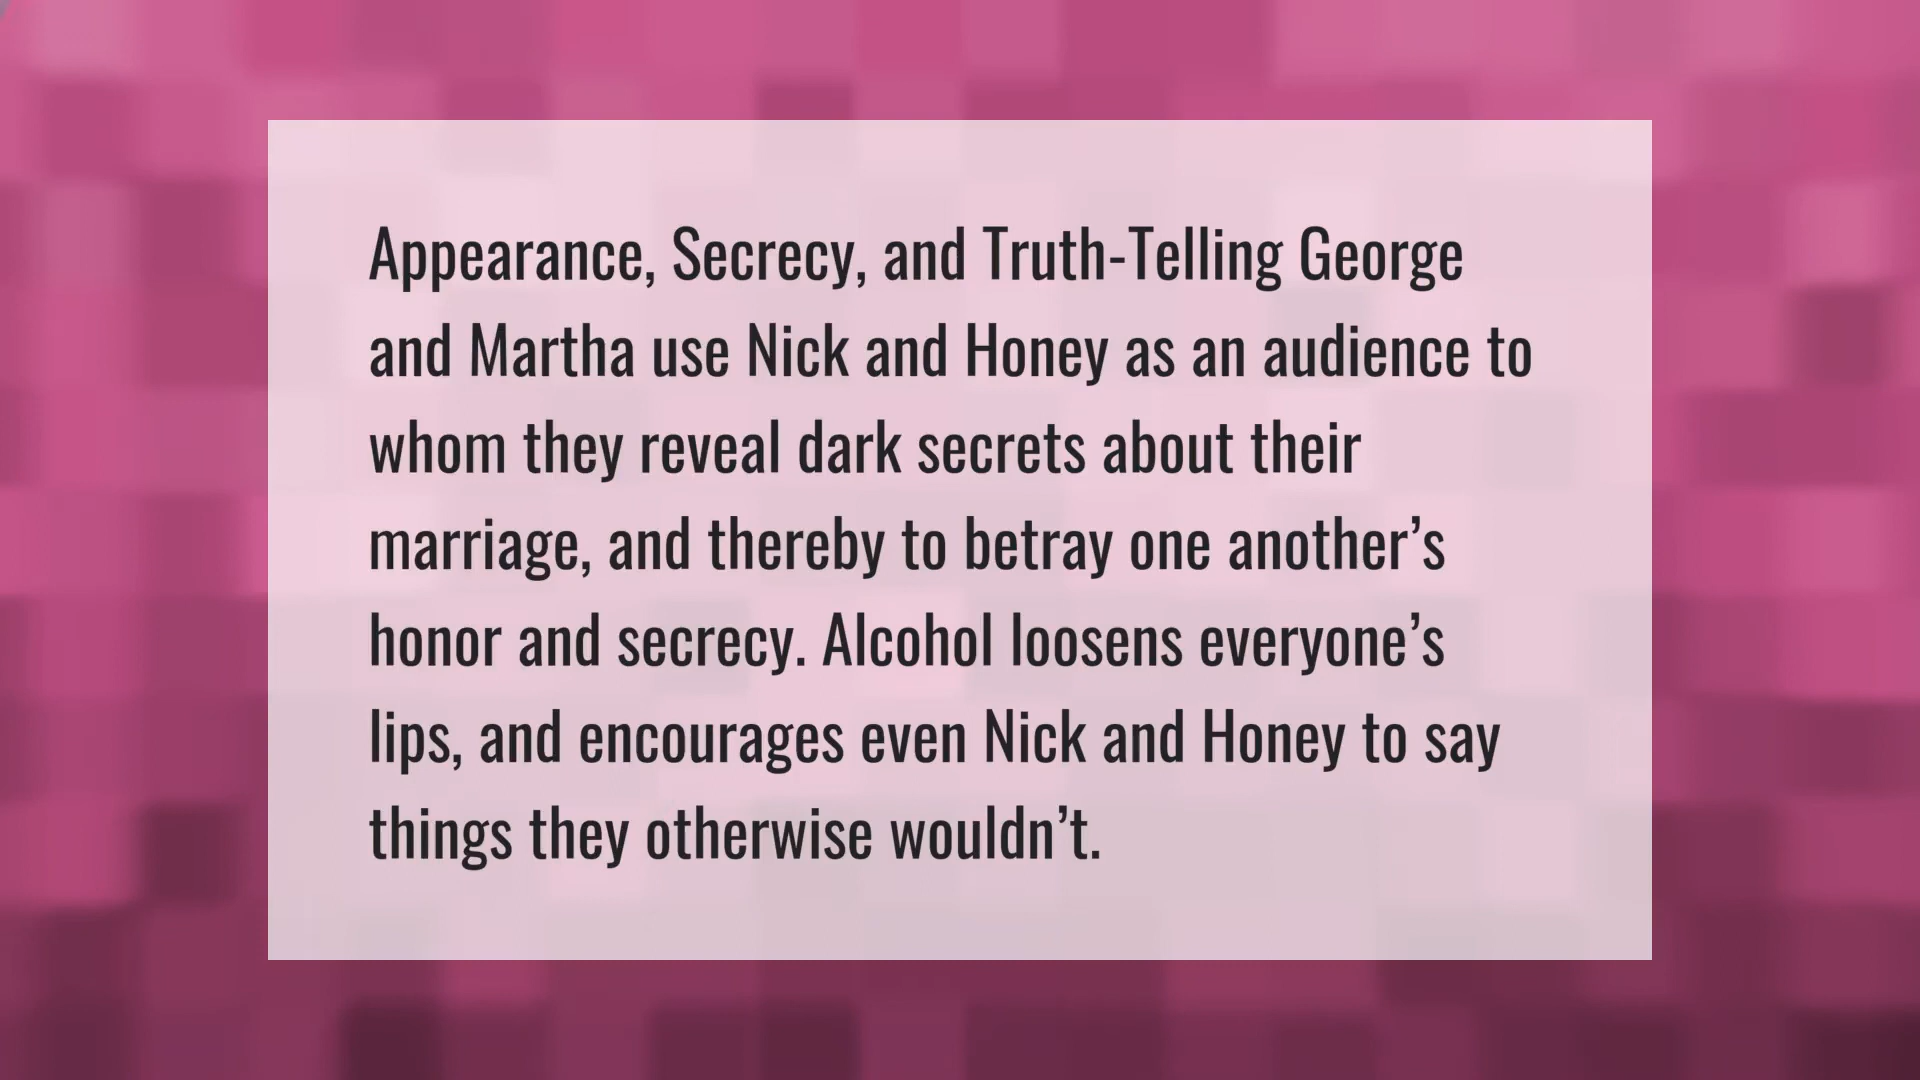 Appearance, Secrecy, and Truth-Telling George
and Martha use Nick and Honey as an audience to
whom they reveal dark secrets about their
marriage, and thereby to betray one another’s
honor and secrecy. Alcohol loosens everyone’s
lips, and encourages even Nick and Honey to say
things they otherwise wouldn’t.